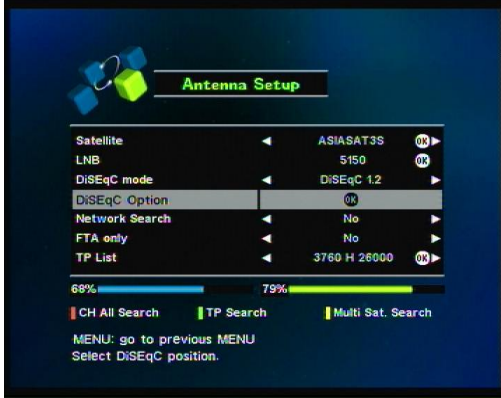 Antenna Setup
Satellite ASIASAT3S OK
LNB 5150 OK
DiSEqC mode DiSEqC 1.2
DiSEqC Option OK
Network Search No
FTA only No
TP List 3760 H 26000 OK
68% 79%
CH All Search TP Search Multi Sat. Search
MENU: go to previous MENU
Select DiSEqC position.